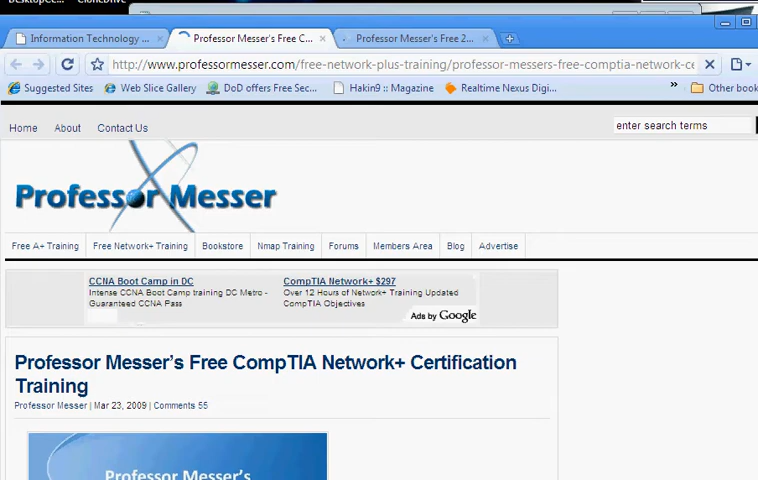 Information Technology ...
Professor Messer's Free C...
Professor Messer's Free 2...
http://www.professormesser.com/free-network-plus-training/professor-messers-free-comptia-network-ce
Suggested Sites
Web Slice Gallery
DoD offers Free Sec...
Hakin9 :: Magazine
Realtime Nexus Digi...
»
Other book
Home About Contact Us
enter search terms
Professor Messer
Free A+ Training
Free Network+ Training
Bookstore
Nmap Training
Forums
Members Area
Blog
Advertise
CCNA Boot Camp in DC
Intense CCNA Boot Camp training DC Metro -
Guaranteed CCNA Pass
CompTIA Network+ $297
Over 12 Hours of Network+ Training Updated
CompTIA Objectives
Ads by Google
Professor Messer's Free CompTIA Network+ Certification
Training
Professor Messer | Mar 23, 2009 | Comments 55
Professor Messer's